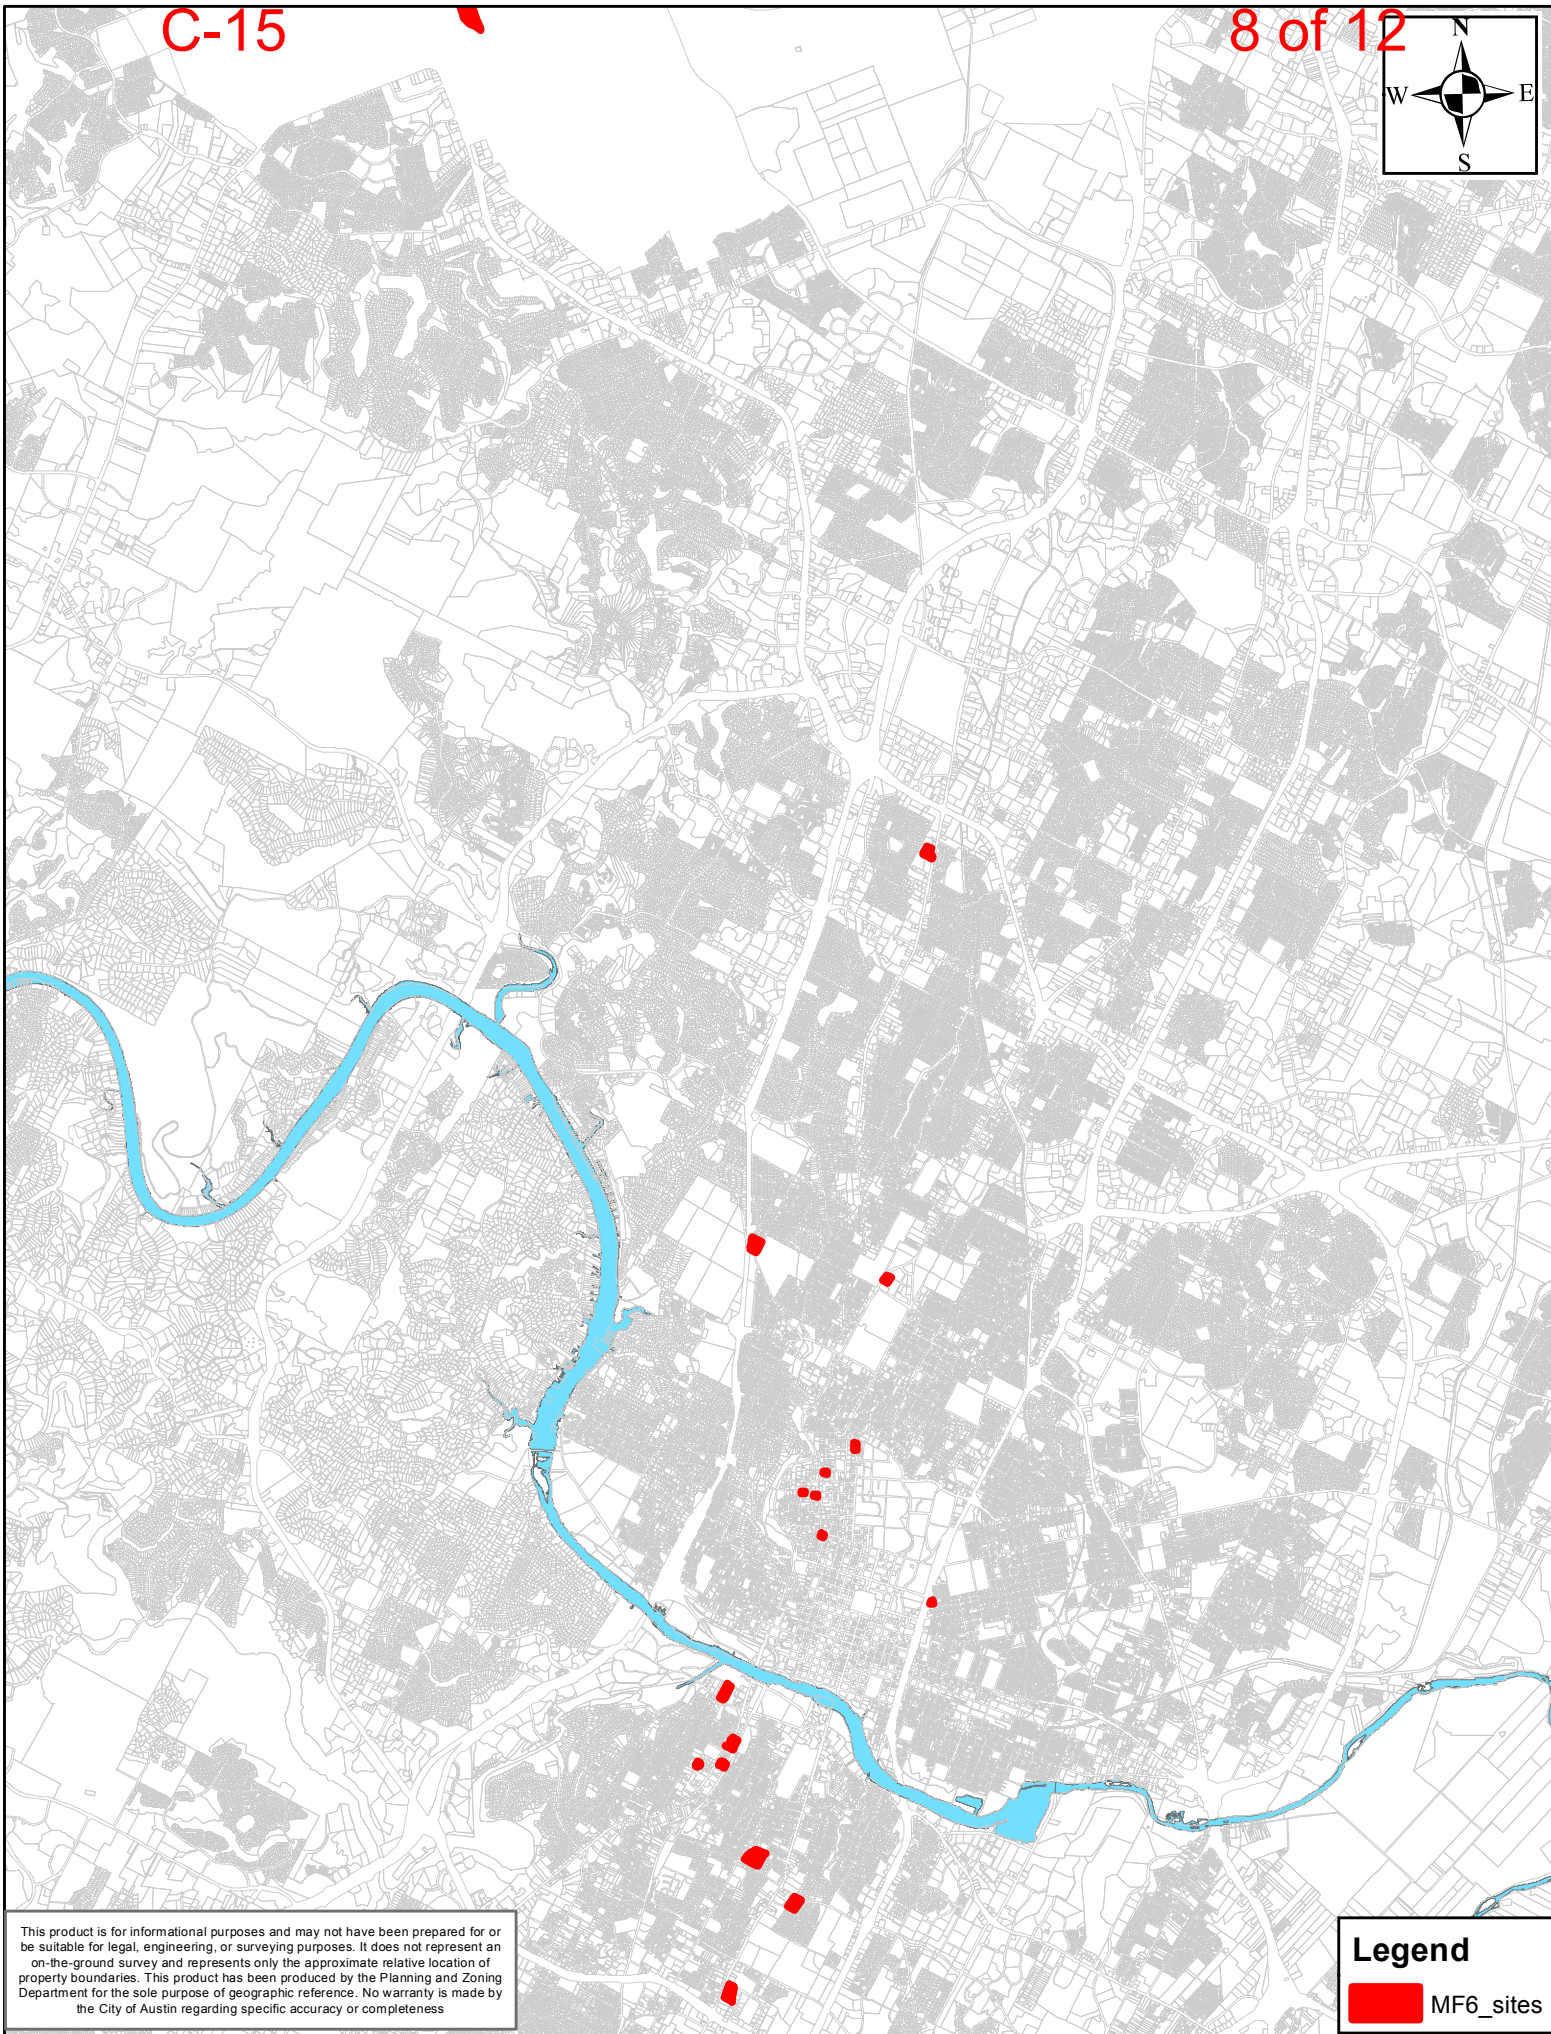 C-15
8 of 12
N
W E
S
This product is for informational purposes and may not have been prepared for or
be suitable for legal, engineering, or surveying purposes. It does not represent an
on-the-ground survey and represents only the approximate relative location of
property boundaries. This product has been produced by the Planning and Zoning
Department for the sole purpose of geographic reference. No warranty is made by
the City of Austin regarding specific accuracy or completeness
Legend
MF6_sites